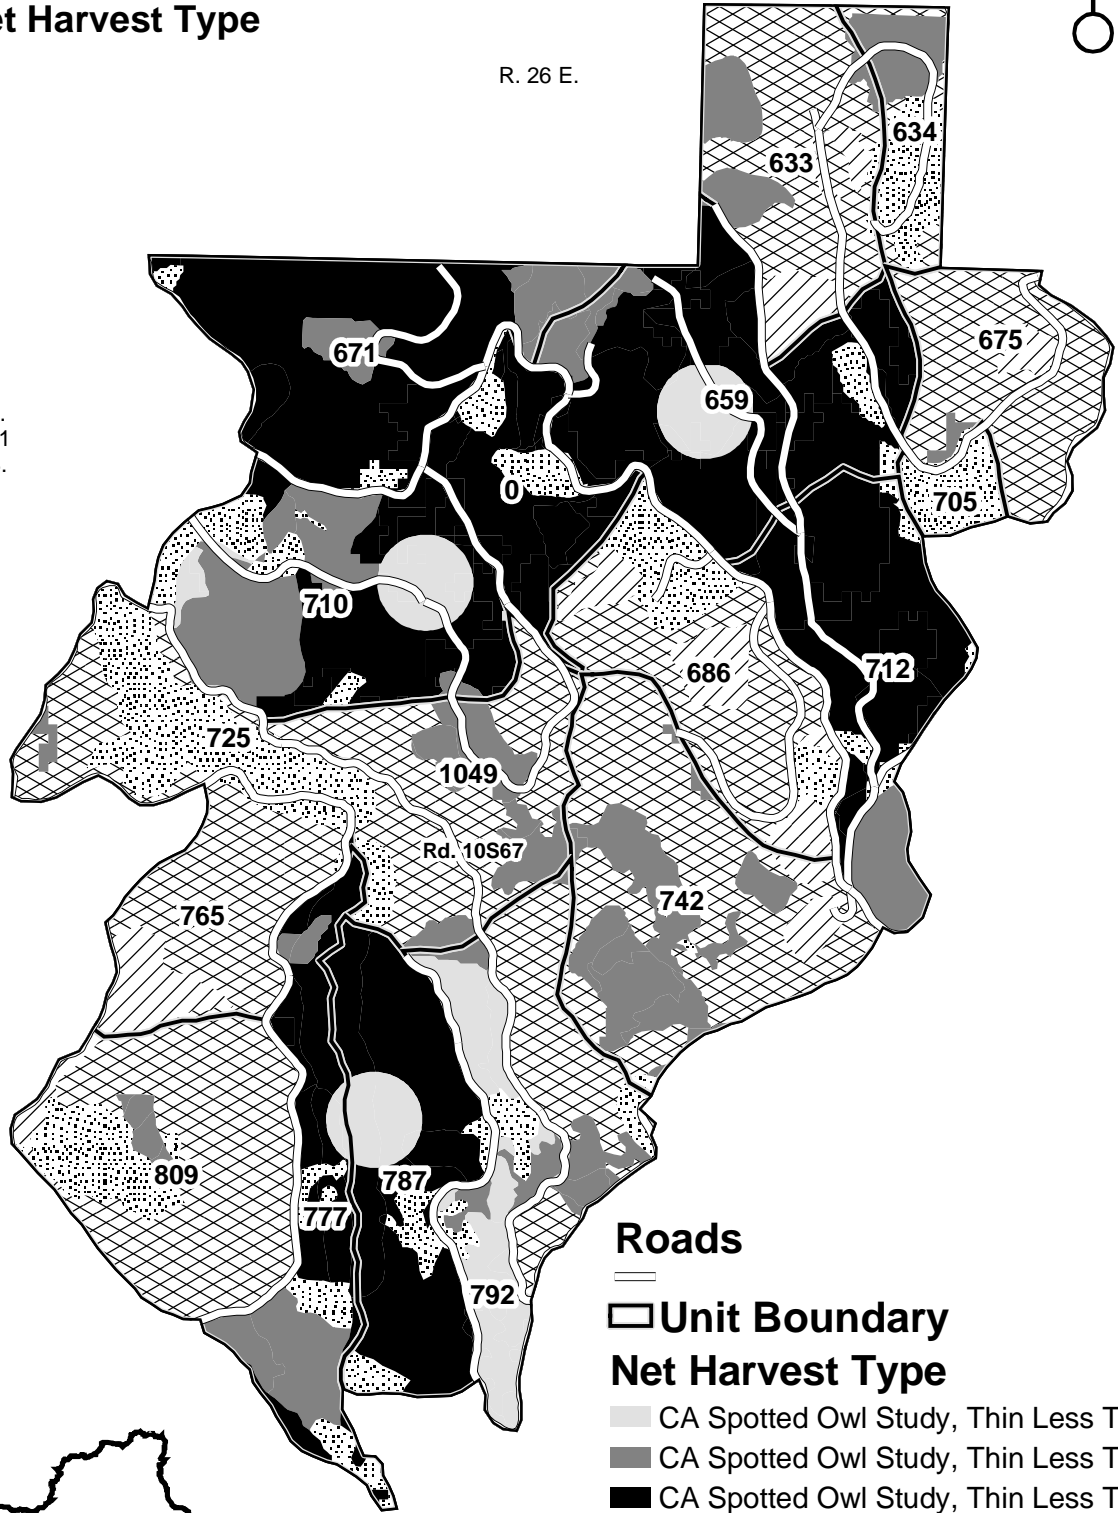 et Harvest Type
R. 26 E.
634
633
675
671
659
.
1
.
0
705
710
686
712
725
1049
Rd. 10S67
742
765
809
787
777
792
Roads
Unit Boundary
Net Harvest Type
CA Spotted Owl Study, Thin Less T
CA Spotted Owl Study, Thin Less T
CA Spotted Owl Study, Thin Less T